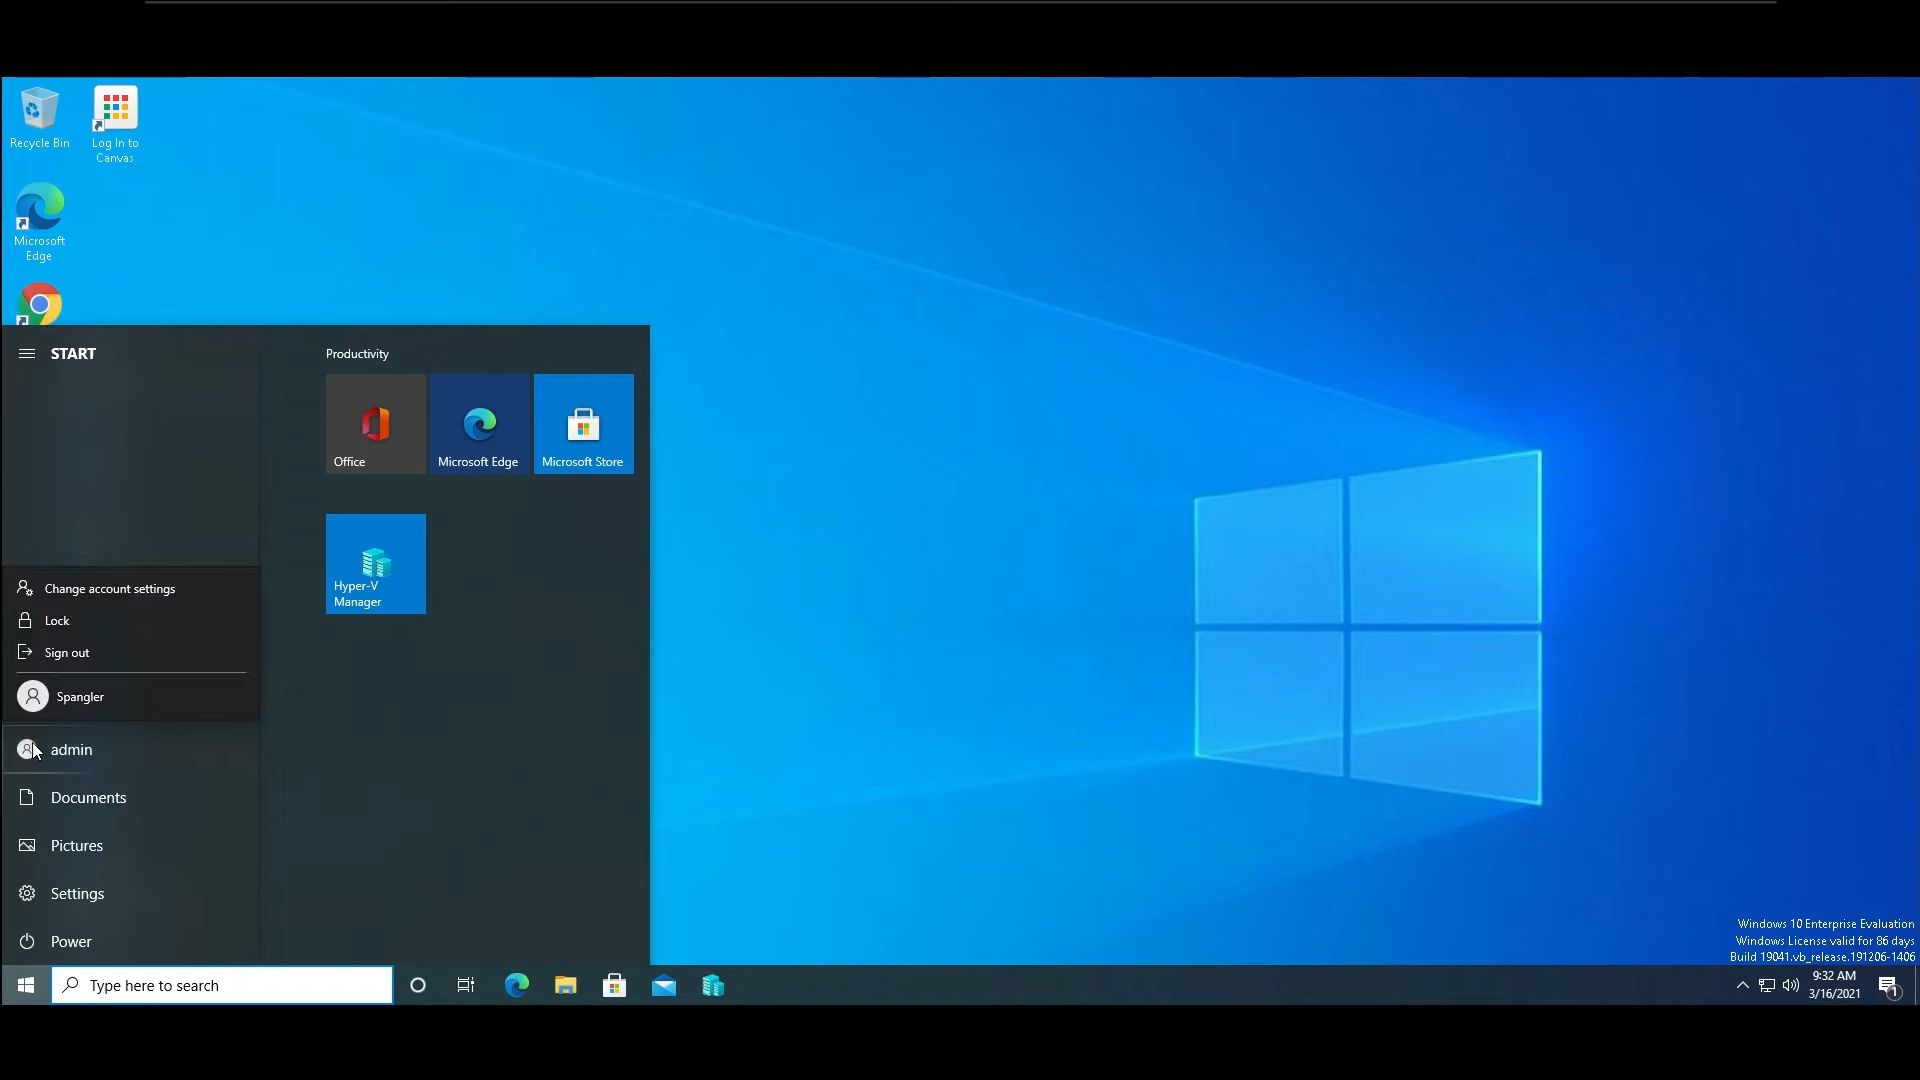 Recycle Bin
Log In to
Canvas
Microsoft
Edge
START
Productivity
Office
Microsoft Edge
Microsoft Store
Hyper-V
Manager
Change account settings
Lock
Sign out
Spangler
admin
Documents
Pictures
Settings
Power
Windows 10 Enterprise Evaluation
Windows License valid for 86 days
Build 19041.vb_release.191206-1406
Type here to search
9:32 AM
3/16/2021
1